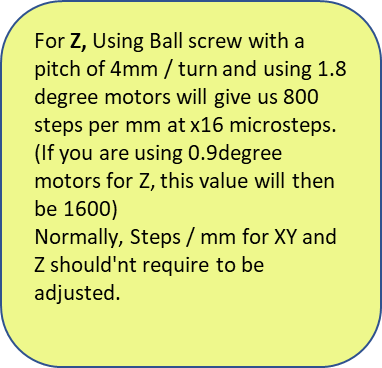 For Z, Using Ball screw with a
pitch of 4mm / turn and using 1.8
degree motors will give us 800
steps per mm at x16 microsteps.
(If you are using 0.9degree
motors for Z, this value will then
be 1600)
Normally, Steps / mm for XY and
Z should'nt require to be
adjusted.